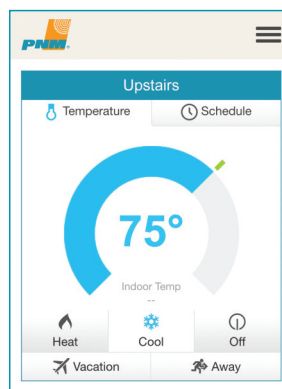 PNM.
Upstairs
Temperature
Schedule
75°
Indoor Temp
--
Heat
Cool
Off
Vacation
Away